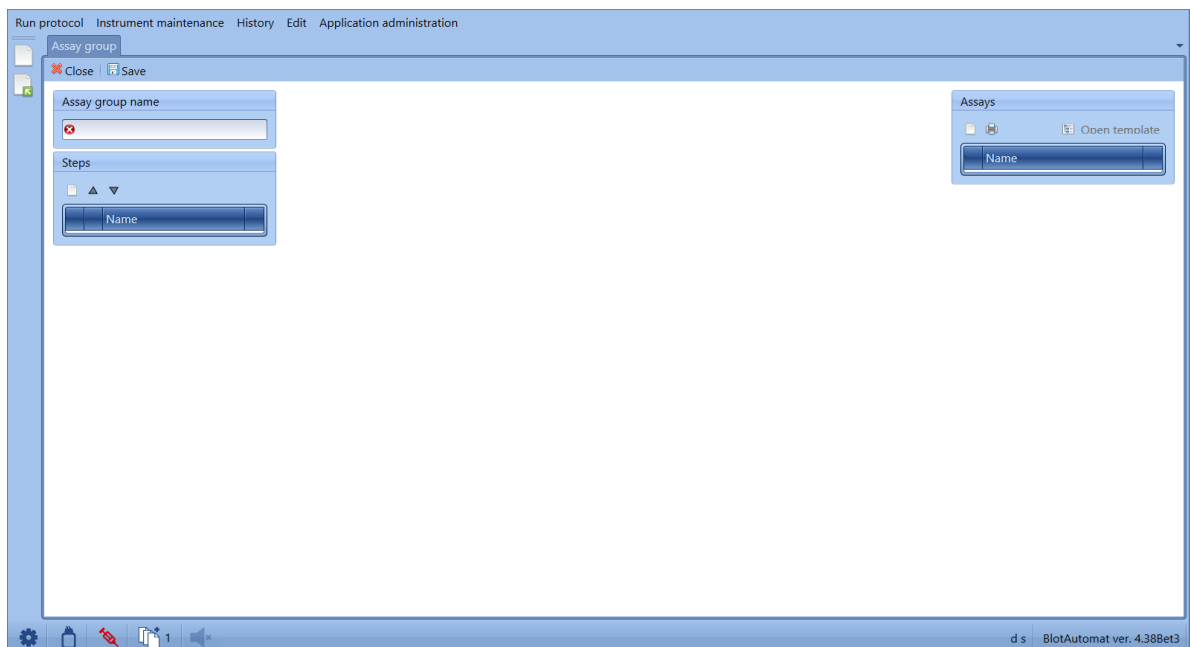 Run protocol Instrument maintenance History Edit Application administration
Assay group
Close Save
Assay group name
Steps
Name
Assays
Open template
Name
1
d s BlotAutomat ver. 4.38Bet3